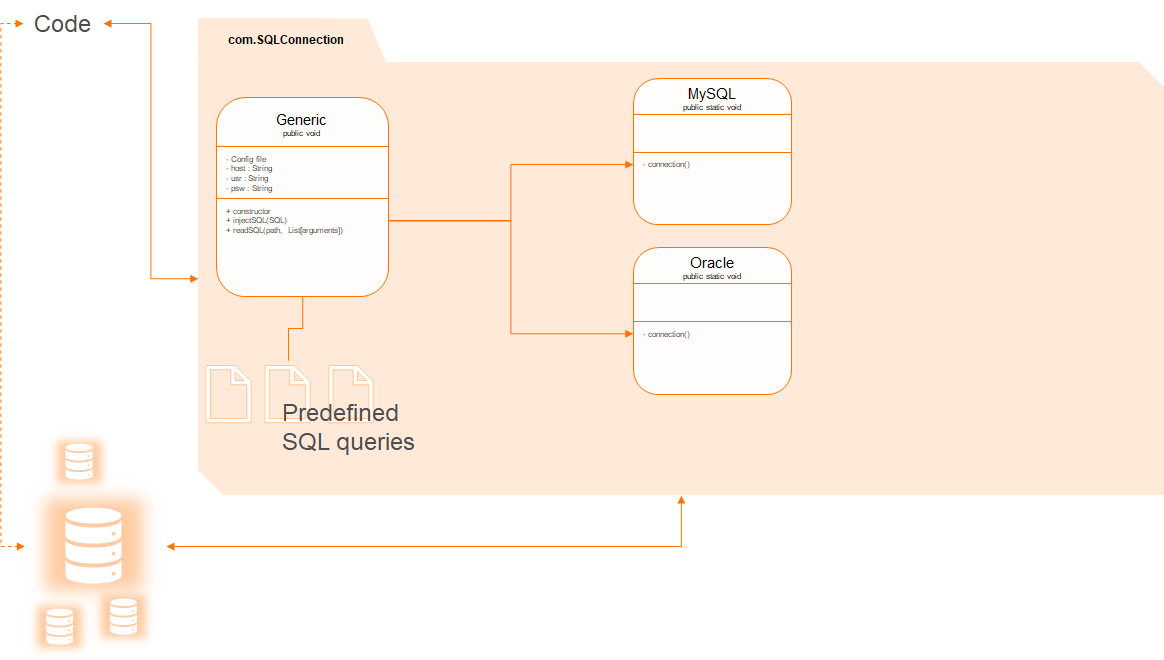 Code
com.SQLConnection
Generic
public void
- Config file
- host : String
- usr : String
- psw : String
+ constructor
+ injectSQL(SQL)
+ readSQL(path, List[arguments])
MySQL
public static void
- connection()
Oracle
public static void
- connection()
Predefined
SQL queries